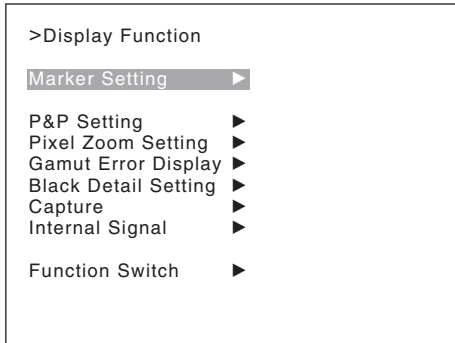 >Display Function
Marker Setting ▶
P&P Setting ▶
Pixel Zoom Setting ▶
Gamut Error Display ▶
Black Detail Setting ▶
Capture ▶
Internal Signal ▶
Function Switch ▶